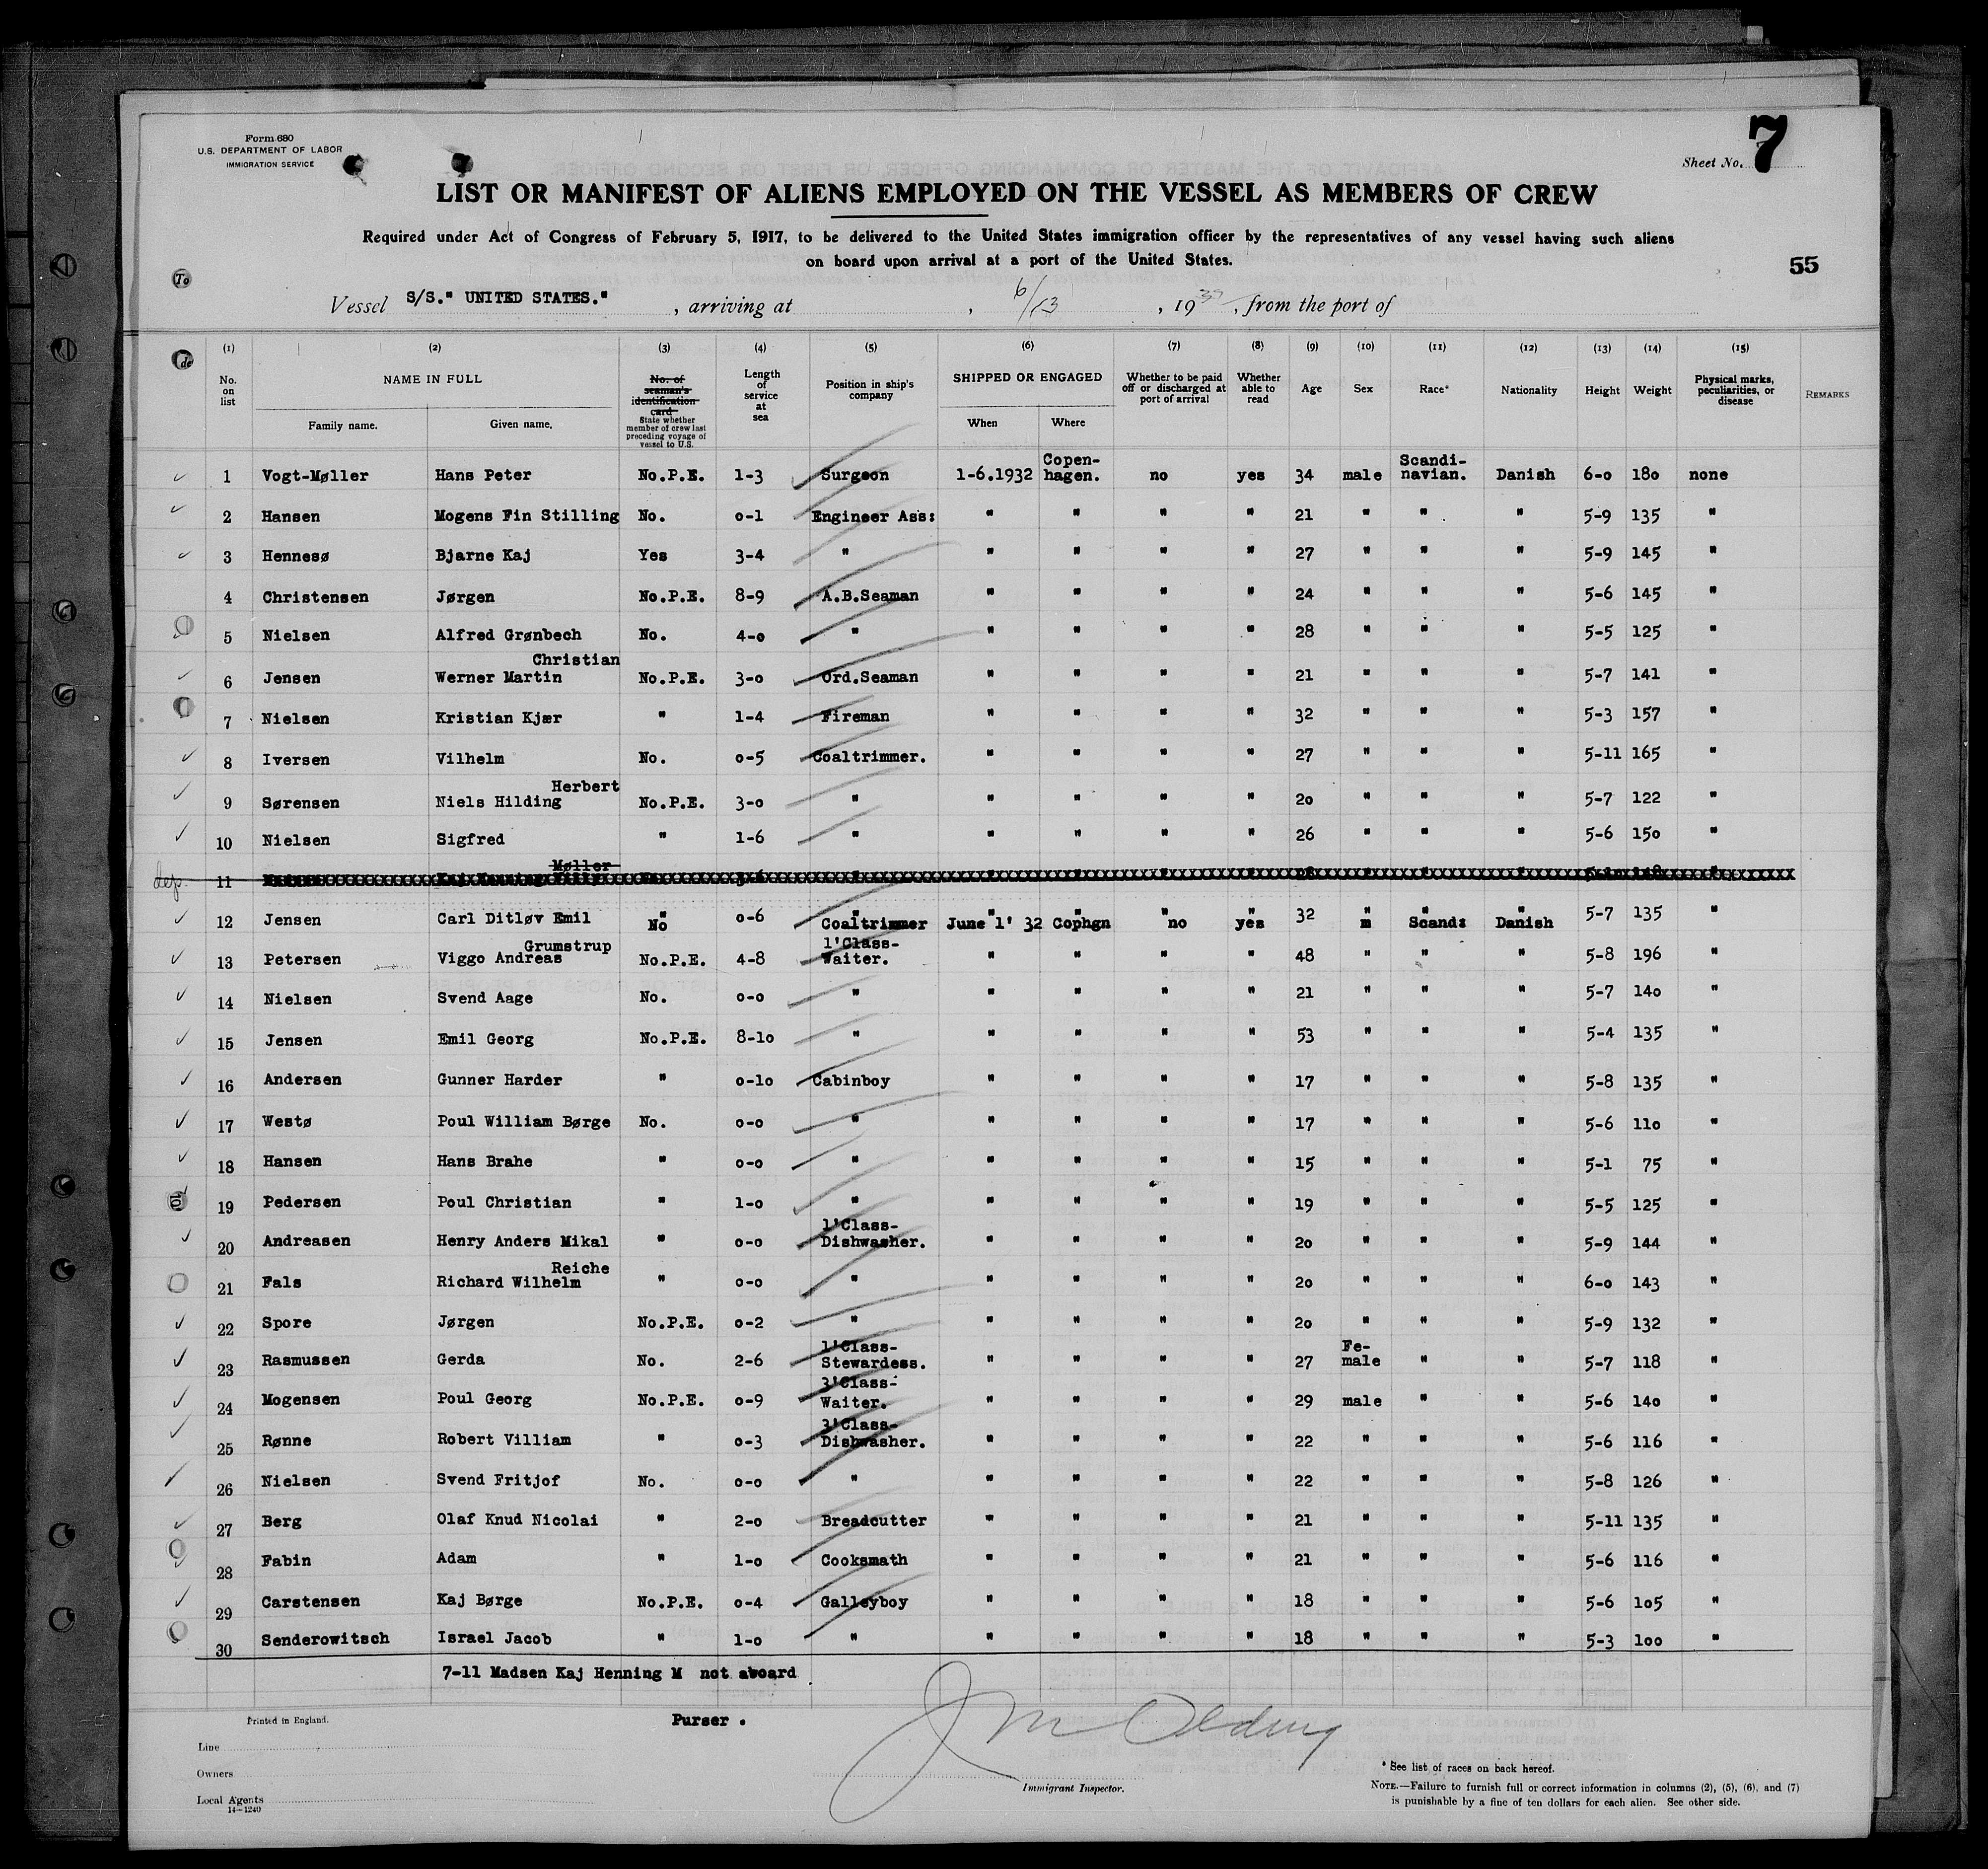 Form 680
U.S. DEPARTMENT OF LABOR
IMMIGRATION SERVICE
Sheet No. 7
LIST OR MANIFEST OF ALIENS EMPLOYED ON THE VESSEL AS MEMBERS OF CREW
Required under Act of Congress of February 5, 1917, to be delivered to the United States immigration officer by the representatives of any vessel having such aliens
on board upon arrival at a port of the United States.
55
Vessel S/S." UNITED STATES." , arriving at , 6/13 , 19 , from the port of
(1) (2) (3) (4) (5) (6) (7) (8) (9) (10) (11) (12) (13) (14) (15)
No. on list
NAME IN FULL
Family name. Given name.
No. of seaman's identification card
State whether member of crew last preceding voyage of vessel to U.S.
Length of service at sea
Position in ship's company
SHIPPED OR ENGAGED
When Where
Whether to be paid off or discharged at port of arrival
Whether able to read
Age Sex Race* Nationality Height Weight
Physical marks, peculiarities, or disease
REMARKS
1 Vogt-Møller Hans Peter No.P.E. 1-3 Surgeon 1-6.1932 Copen-hagen. no yes 34 male Scandi-navian. Danish 6-0 180 none
2 Hansen Mogens Fin Stilling No. 0-1 Engineer Ass: " " " " 21 " " " 5-9 135 "
3 Hennesø Bjarne Kaj Yes 3-4 " " " " " 27 " " " 5-9 145 "
4 Christensen Jørgen No.P.E. 8-9 A.B.Seaman " " " " 24 " " " 5-6 145 "
5 Nielsen Alfred Grønbech No. 4-0 " " " " " 28 " " " 5-5 125 "
6 Jensen Werner Martin Christian No.P.E. 3-0 Ord.Seaman " " " " 21 " " " 5-7 141 "
7 Nielsen Kristian Kjær " 1-4 Fireman " " " " 32 " " " 5-3 157 "
8 Iversen Vilhelm No. 0-5 Coaltrimmer. " " " " 27 " " " 5-11 165 "
9 Sørensen Niels Hilding Herbert No.P.E. 3-0 " " " " " 20 " " " 5-7 122 "
10 Nielsen Sigfred " 1-6 " " " " " 26 " " " 5-6 150 "
dep. 11 Møller
12 Jensen Carl Ditløv Emil " No 0-6 " Coaltrimmer " June 1' 32 " Cophgn " no " yes 32 " m " Scand: " Danish 5-7 135 "
13 Petersen Viggo Andreas Grumstrup No.P.E. 4-8 1'Class-Waiter. " " " " 48 " " " 5-8 196 "
14 Nielsen Svend Aage No. 0-0 " " " " " 21 " " " 5-7 140 "
15 Jensen Emil Georg No.P.E. 8-10 " " " " " 53 " " " 5-4 135 "
16 Andersen Gunner Harder " 0-10 Cabinboy " " " " 17 " " " 5-8 135 "
17 Westø Poul William Børge No. 0-0 " " " " " 17 " " " 5-6 110 "
18 Hansen Hans Brahe " 0-0 " " " " " 15 " " " 5-1 75 "
19 Pedersen Poul Christian " 1-0 " " " " " 19 " " " 5-5 125 "
20 Andreasen Henry Anders Mikal " 0-0 1'Class-Dishwasher. " " " " 20 " " " 5-9 144 "
21 Fals Richard Wilhelm Reiche " 0-0 " " " " " 20 " " " 6-0 143 "
22 Spore Jørgen No.P.E. 0-2 " " " " " 20 " " " 5-9 132 "
23 Rasmussen Gerda No. 2-6 1'Class-Stewardess. " " " " 27 Fe-male " " 5-7 118 "
24 Mogensen Poul Georg No.P.E. 0-9 3'Class-Waiter. " " " " 29 male " " 5-6 140 "
25 Rønne Robert Villiam " 0-3 3'Class-Dishwasher. " " " " 22 " " " 5-6 116 "
26 Nielsen Svend Fritjof No. 0-0 " " " " " 22 " " " 5-8 126 "
27 Berg Olaf Knud Nicolai " 2-0 Breadcutter " " " " 21 " " " 5-11 135 "
28 Fabin Adam " 1-0 Cooksmath " " " " 21 " " " 5-6 116 "
29 Carstensen Kaj Børge No.P.E. 0-4 Galleyboy " " " " 18 " " " 5-6 105 "
30 Senderowitsch Israel Jacob " 1-0 " " " " " 18 " " " 5-3 100 "
7-11 Madsen Kaj Henning M not aboard
Printed in England.
Purser .
Line
Owners
Local Agents
14-1240
Immigrant Inspector.
* See list of races on back hereof.
NOTE.—Failure to furnish full or correct information in columns (2), (5), (6), and (7)
is punishable by a fine of ten dollars for each alien. See other side.